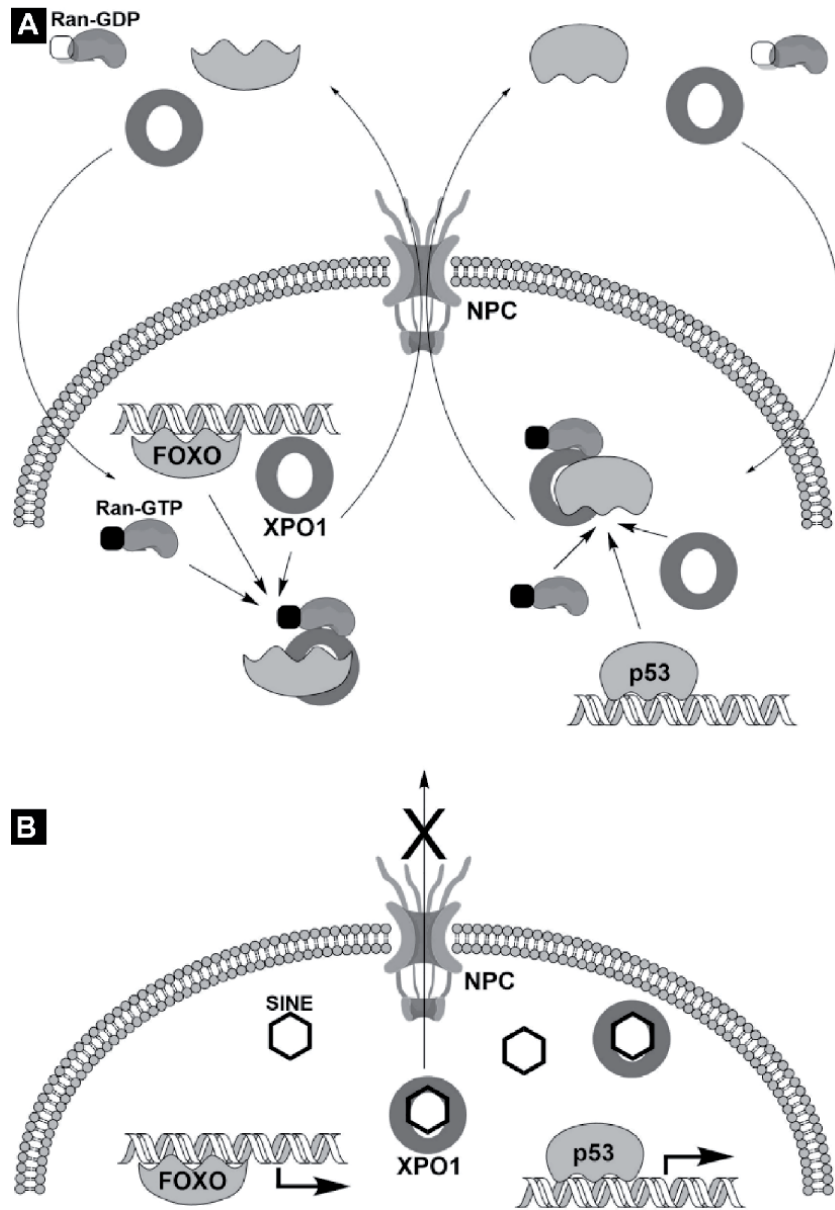 A
Ran-GDP
NPC
FOXO
XPO1
Ran-GTP
p53
B
X
NPC
SINE
XPO1
FOXO
p53